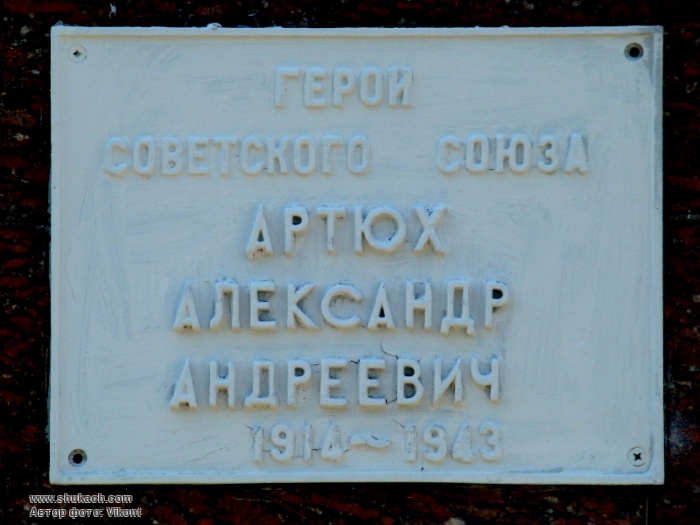 ГЕРОЙ
СОВЕТСКОГО СОЮЗА
АРТЮХ
АЛЕКСАНДР
АНДРЕЕВИЧ
1914~1943
www.shukach.com
Автор фото: Vikont